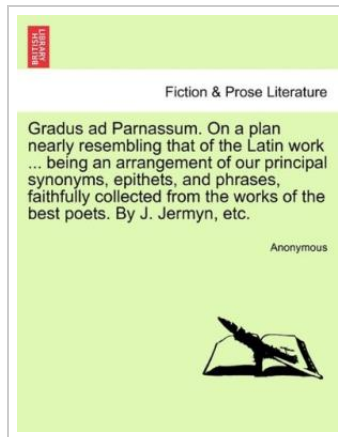 BRITISH
LIBRARY
Fiction & Prose Literature
Gradus ad Parnassum. On a plan
nearly resembling that of the Latin work
... being an arrangement of our principal
synonyms, epithets, and phrases,
faithfully collected from the works of the
best poets. By J. Jermyn, etc.
Anonymous